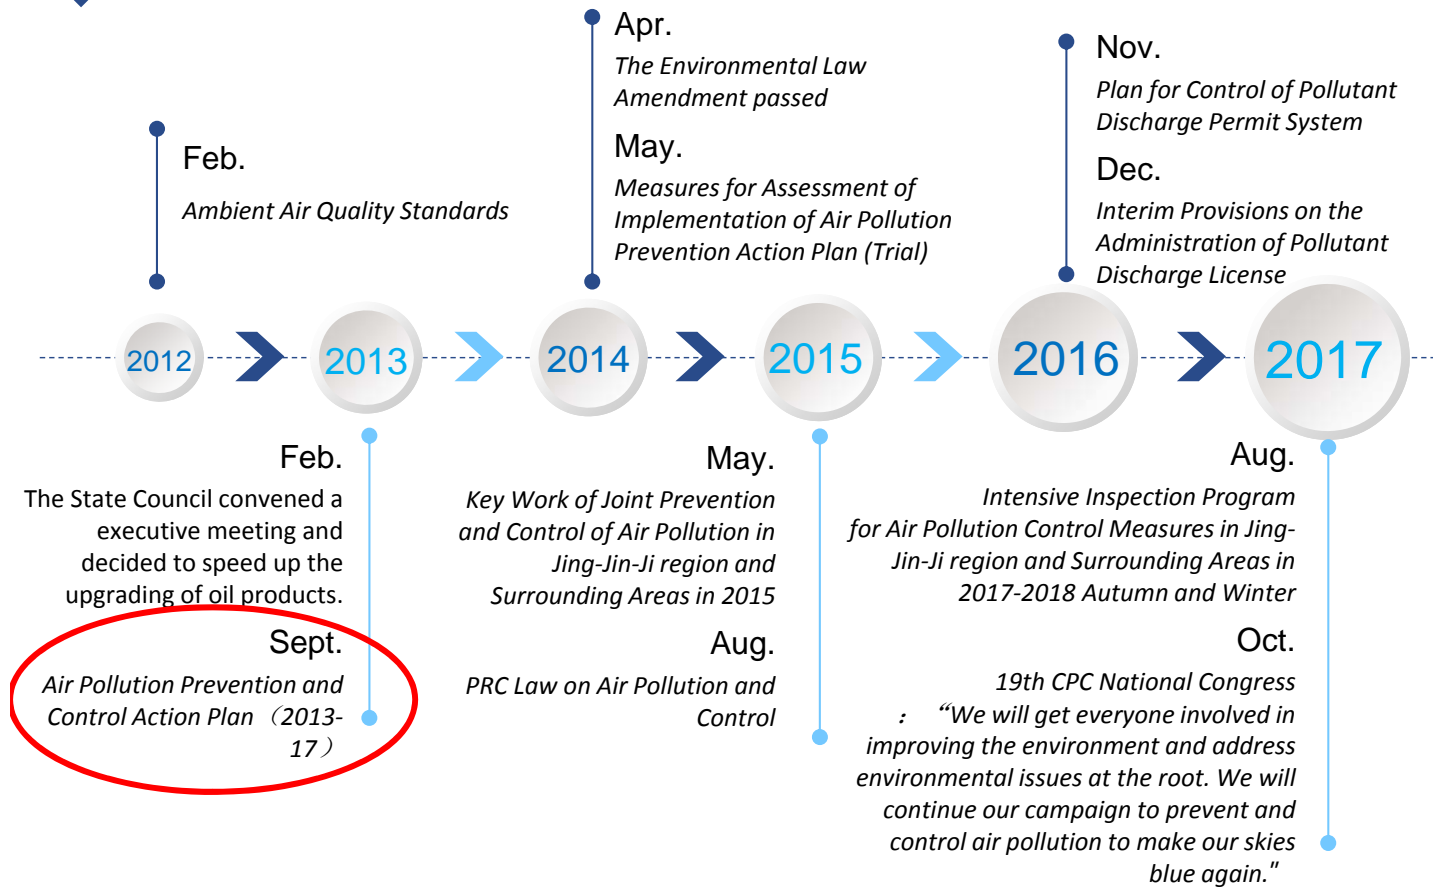 Feb.
Ambient Air Quality Standards
Apr.
The Environmental Law
Amendment passed
May.
Measures for Assessment of
Implementation of Air Pollution
Prevention Action Plan (Trial)
Nov.
Plan for Control of Pollutant
Discharge Permit System
Dec.
Interim Provisions on the
Administration of Pollutant
Discharge License
2012
2013
2014
2015
2016
2017
Feb.
The State Council convened a
executive meeting and
decided to speed up the
upgrading of oil products.
Sept.
Air Pollution Prevention and
Control Action Plan（2013-
17）
May.
Key Work of Joint Prevention
and Control of Air Pollution in
Jing-Jin-Ji region and
Surrounding Areas in 2015
Aug.
PRC Law on Air Pollution and
Control
Aug.
Intensive Inspection Program
for Air Pollution Control Measures in Jing-
Jin-Ji region and Surrounding Areas in
2017-2018 Autumn and Winter
Oct.
19th CPC National Congress
： “We will get everyone involved in
improving the environment and address
environmental issues at the root. We will
continue our campaign to prevent and
control air pollution to make our skies
blue again."